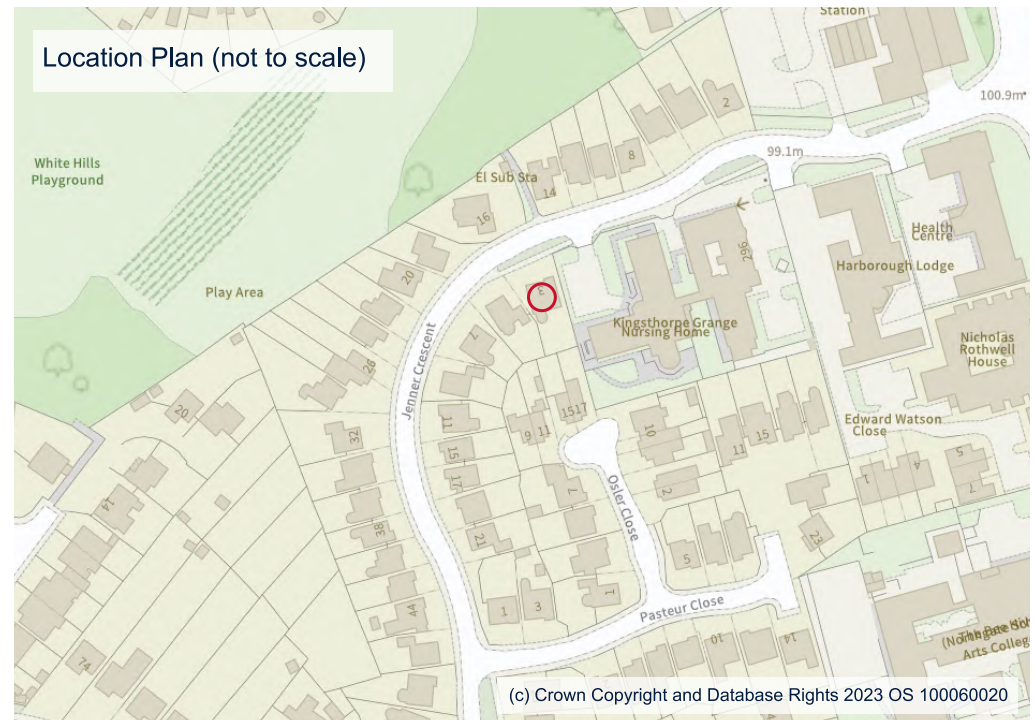 Location Plan (not to scale)
Station
2
100.9m
White Hills
Playground
8
99.1m
El Sub Sta
14
16
Health
Centre
296
Harborough Lodge
20
Play Area
3
Kingsthorpe Grange
Nursing Home
Nicholas
Rothwell
House
7
Jenner Crescent
26
20
1517
11
9 11
10
Edward Watson
Close
32
15
11
15
5
4
1
7
17
7
2
Osler Close
14
38
21
23
5
1
3
1
44
Pasteur Close
10
14
74
Arts College
(c) Crown Copyright and Database Rights 2023 OS 100060020